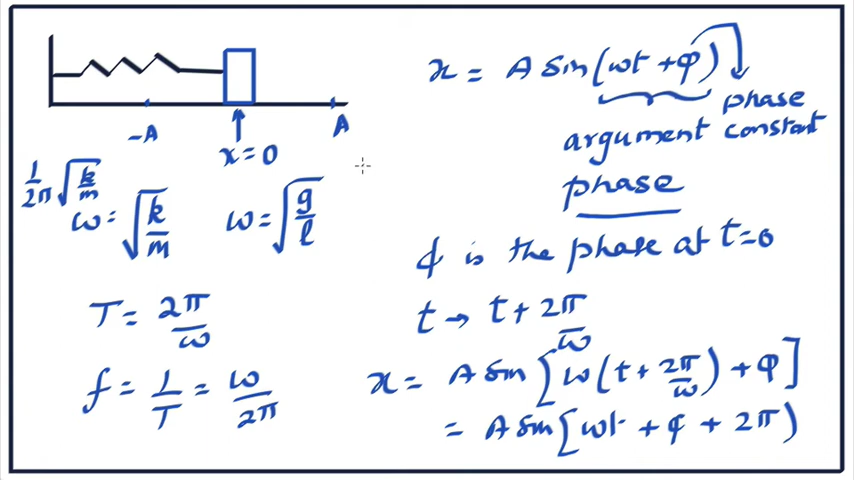 -A
x = 0
A
1/2π √k/m
ω = √k/m
ω = √g/l
T = 2π/ω
f = 1/T = ω/2π
x = A sin(ωt + φ)
phase
argument constant
phase
φ is the phase at t=0
t → t + 2π/ω
x = A sin[ω(t + 2π/ω) + φ]
= A sin[ωt + φ + 2π)